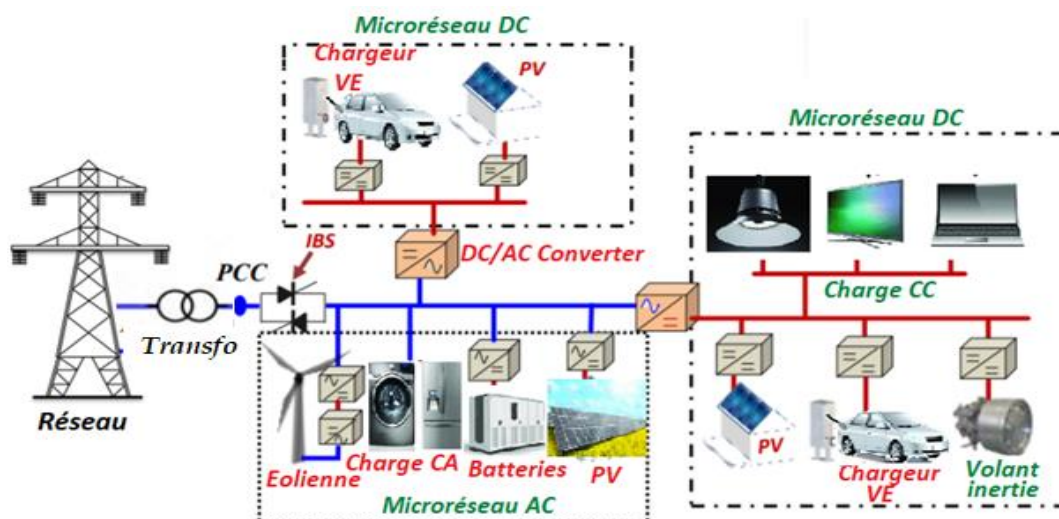 Microréseau DC
Chargeur
VE
PV
Microréseau DC
IBS
DC/AC Converter
PCC
Transfo
Réseau
Charge CC
Eolienne
Charge CA
Batteries
PV
Microréseau AC
PV
Chargeur
VE
Volant
inertie